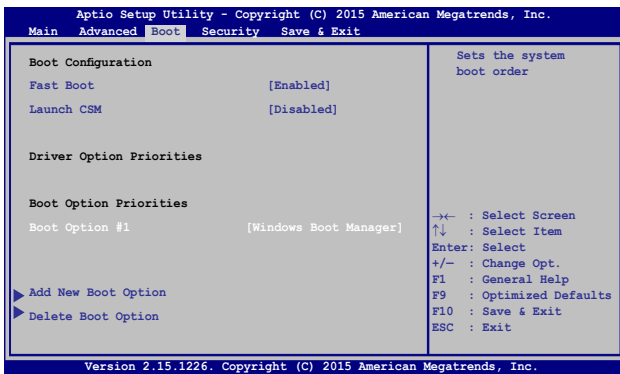 Aptio Setup Utility - Copyright (C) 2015 American Megatrends, Inc.
Main Advanced Boot Security Save & Exit
Boot Configuration
Fast Boot [Enabled]
Launch CSM [Disabled]
Driver Option Priorities
Boot Option Priorities
Boot Option #1 [Windows Boot Manager]
Add New Boot Option
Delete Boot Option
Sets the system
boot order
→← : Select Screen
↑↓ : Select Item
Enter: Select
+/— : Change Opt.
F1 : General Help
F9 : Optimized Defaults
F10 : Save & Exit
ESC : Exit
Version 2.15.1226. Copyright (C) 2015 American Megatrends, Inc.